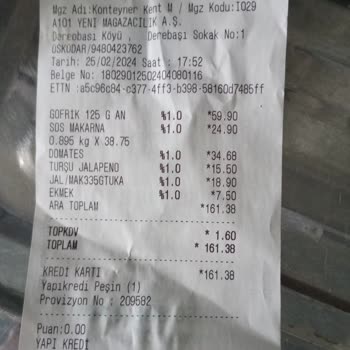 Mgz Adı:Konteyner Kent M / Mgz Kodu:I029
A101 YENİ MAĞAZACILIK A.Ş.
Derebaşı Köyü , Derebaşı Sokak No:1
ÜSKÜDAR/9480423762
Tarih: 25/02/2024 Saat : 17:52
Belge No: 18029012502404080116
ETTN :a5c96c84-c377-4ff3-b398-58160d7485ff
GOFRIK 125 G AN %1.0 *59.90
SOS MAKARNA %1.0 *24.90
0.895 kG X 38.75
DOMATES %1.0 *34.68
TURŞU JALAPENO %1.0 *15.50
JAL/MAK335GTUKA %1.0 *18.90
EKMEK %1.0 *7.50
ARA TOPLAM *161.38
TOPKDV * 1.60
TOPLAM * 161.38
KREDİ KARTI *161.38
Yapıkredi Peşin (1)
Provizyon No : 209582
Puan:0.00
YAPI KREDİ